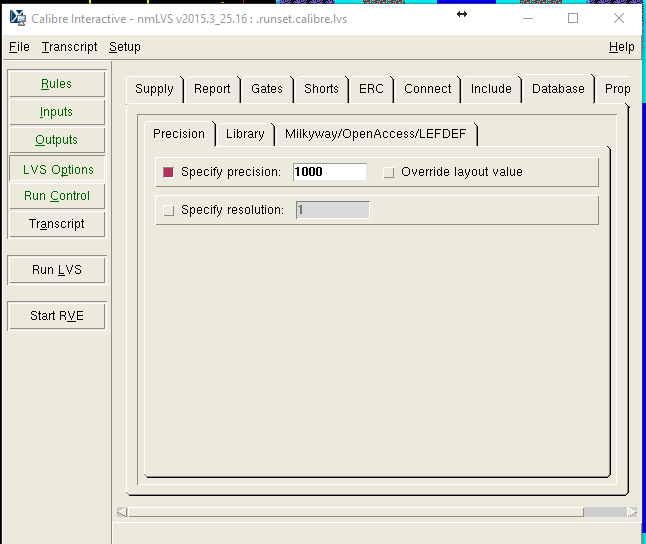 Calibre Interactive - nmLVS v2015.3_25.16 : .runset.calibre.lvs
File Transcript Setup Help
Rules
Inputs
Outputs
LVS Options
Run Control
Transcript
Run LVS
Start RVE
Supply Report Gates Shorts ERC Connect Include Database Prop
Precision Library Milkyway/OpenAccess/LEFDEF
Specify precision: 1000 Override layout value
Specify resolution: 1